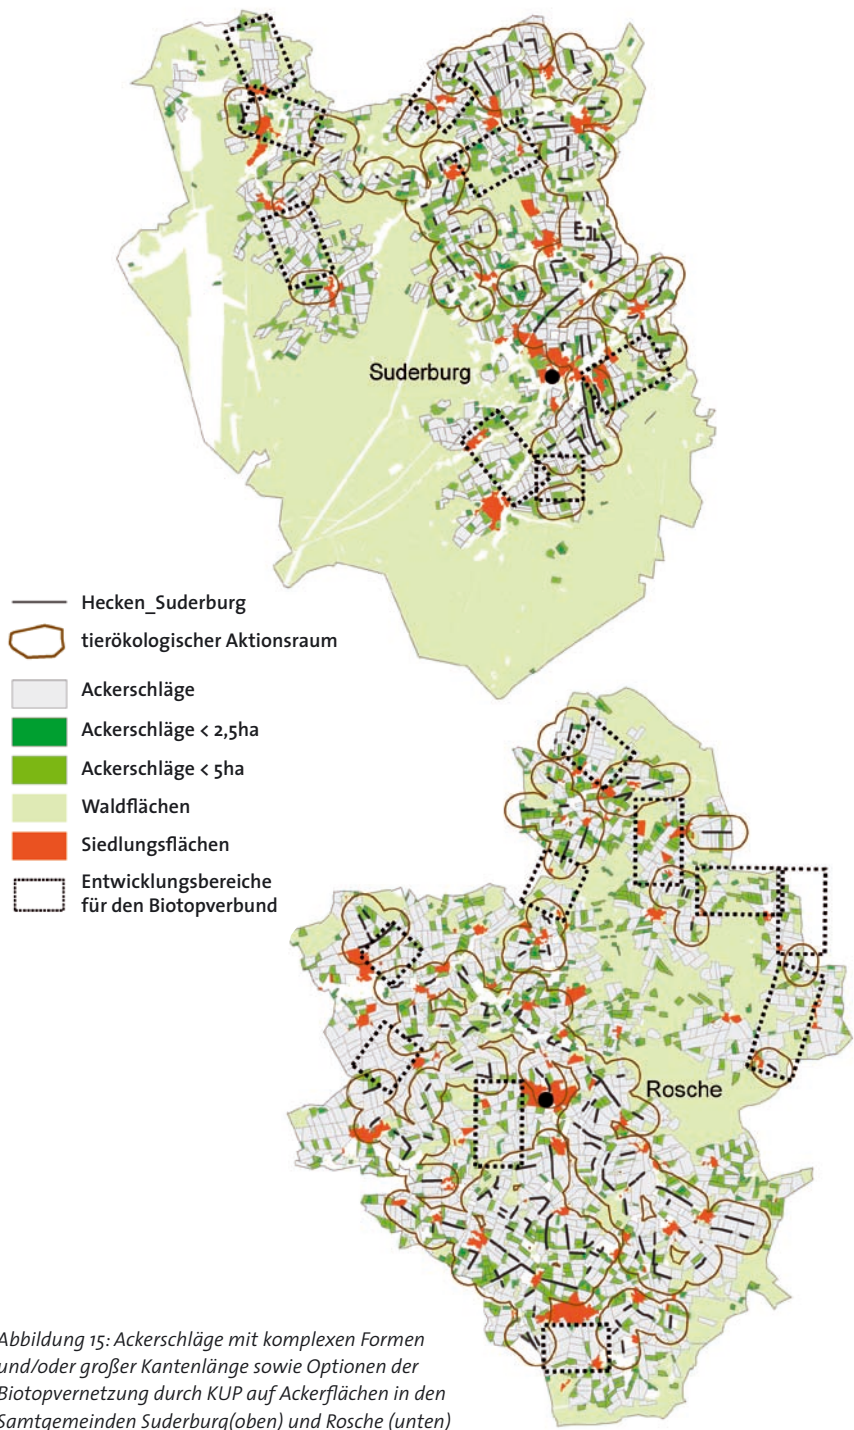 Suderburg
Hecken_Suderburg
tierökologischer Aktionsraum
Ackerschläge
Ackerschläge < 2,5ha
Ackerschläge < 5ha
Waldflächen
Siedlungsflächen
Entwicklungsbereiche
für den Biotopverbund
Rosche
Abbildung 15: Ackerschläge mit komplexen Formen
und/oder großer Kantenlänge sowie Optionen der
Biotopvernetzung durch KUP auf Ackerflächen in den
Samtgemeinden Suderburg(oben) und Rosche (unten)